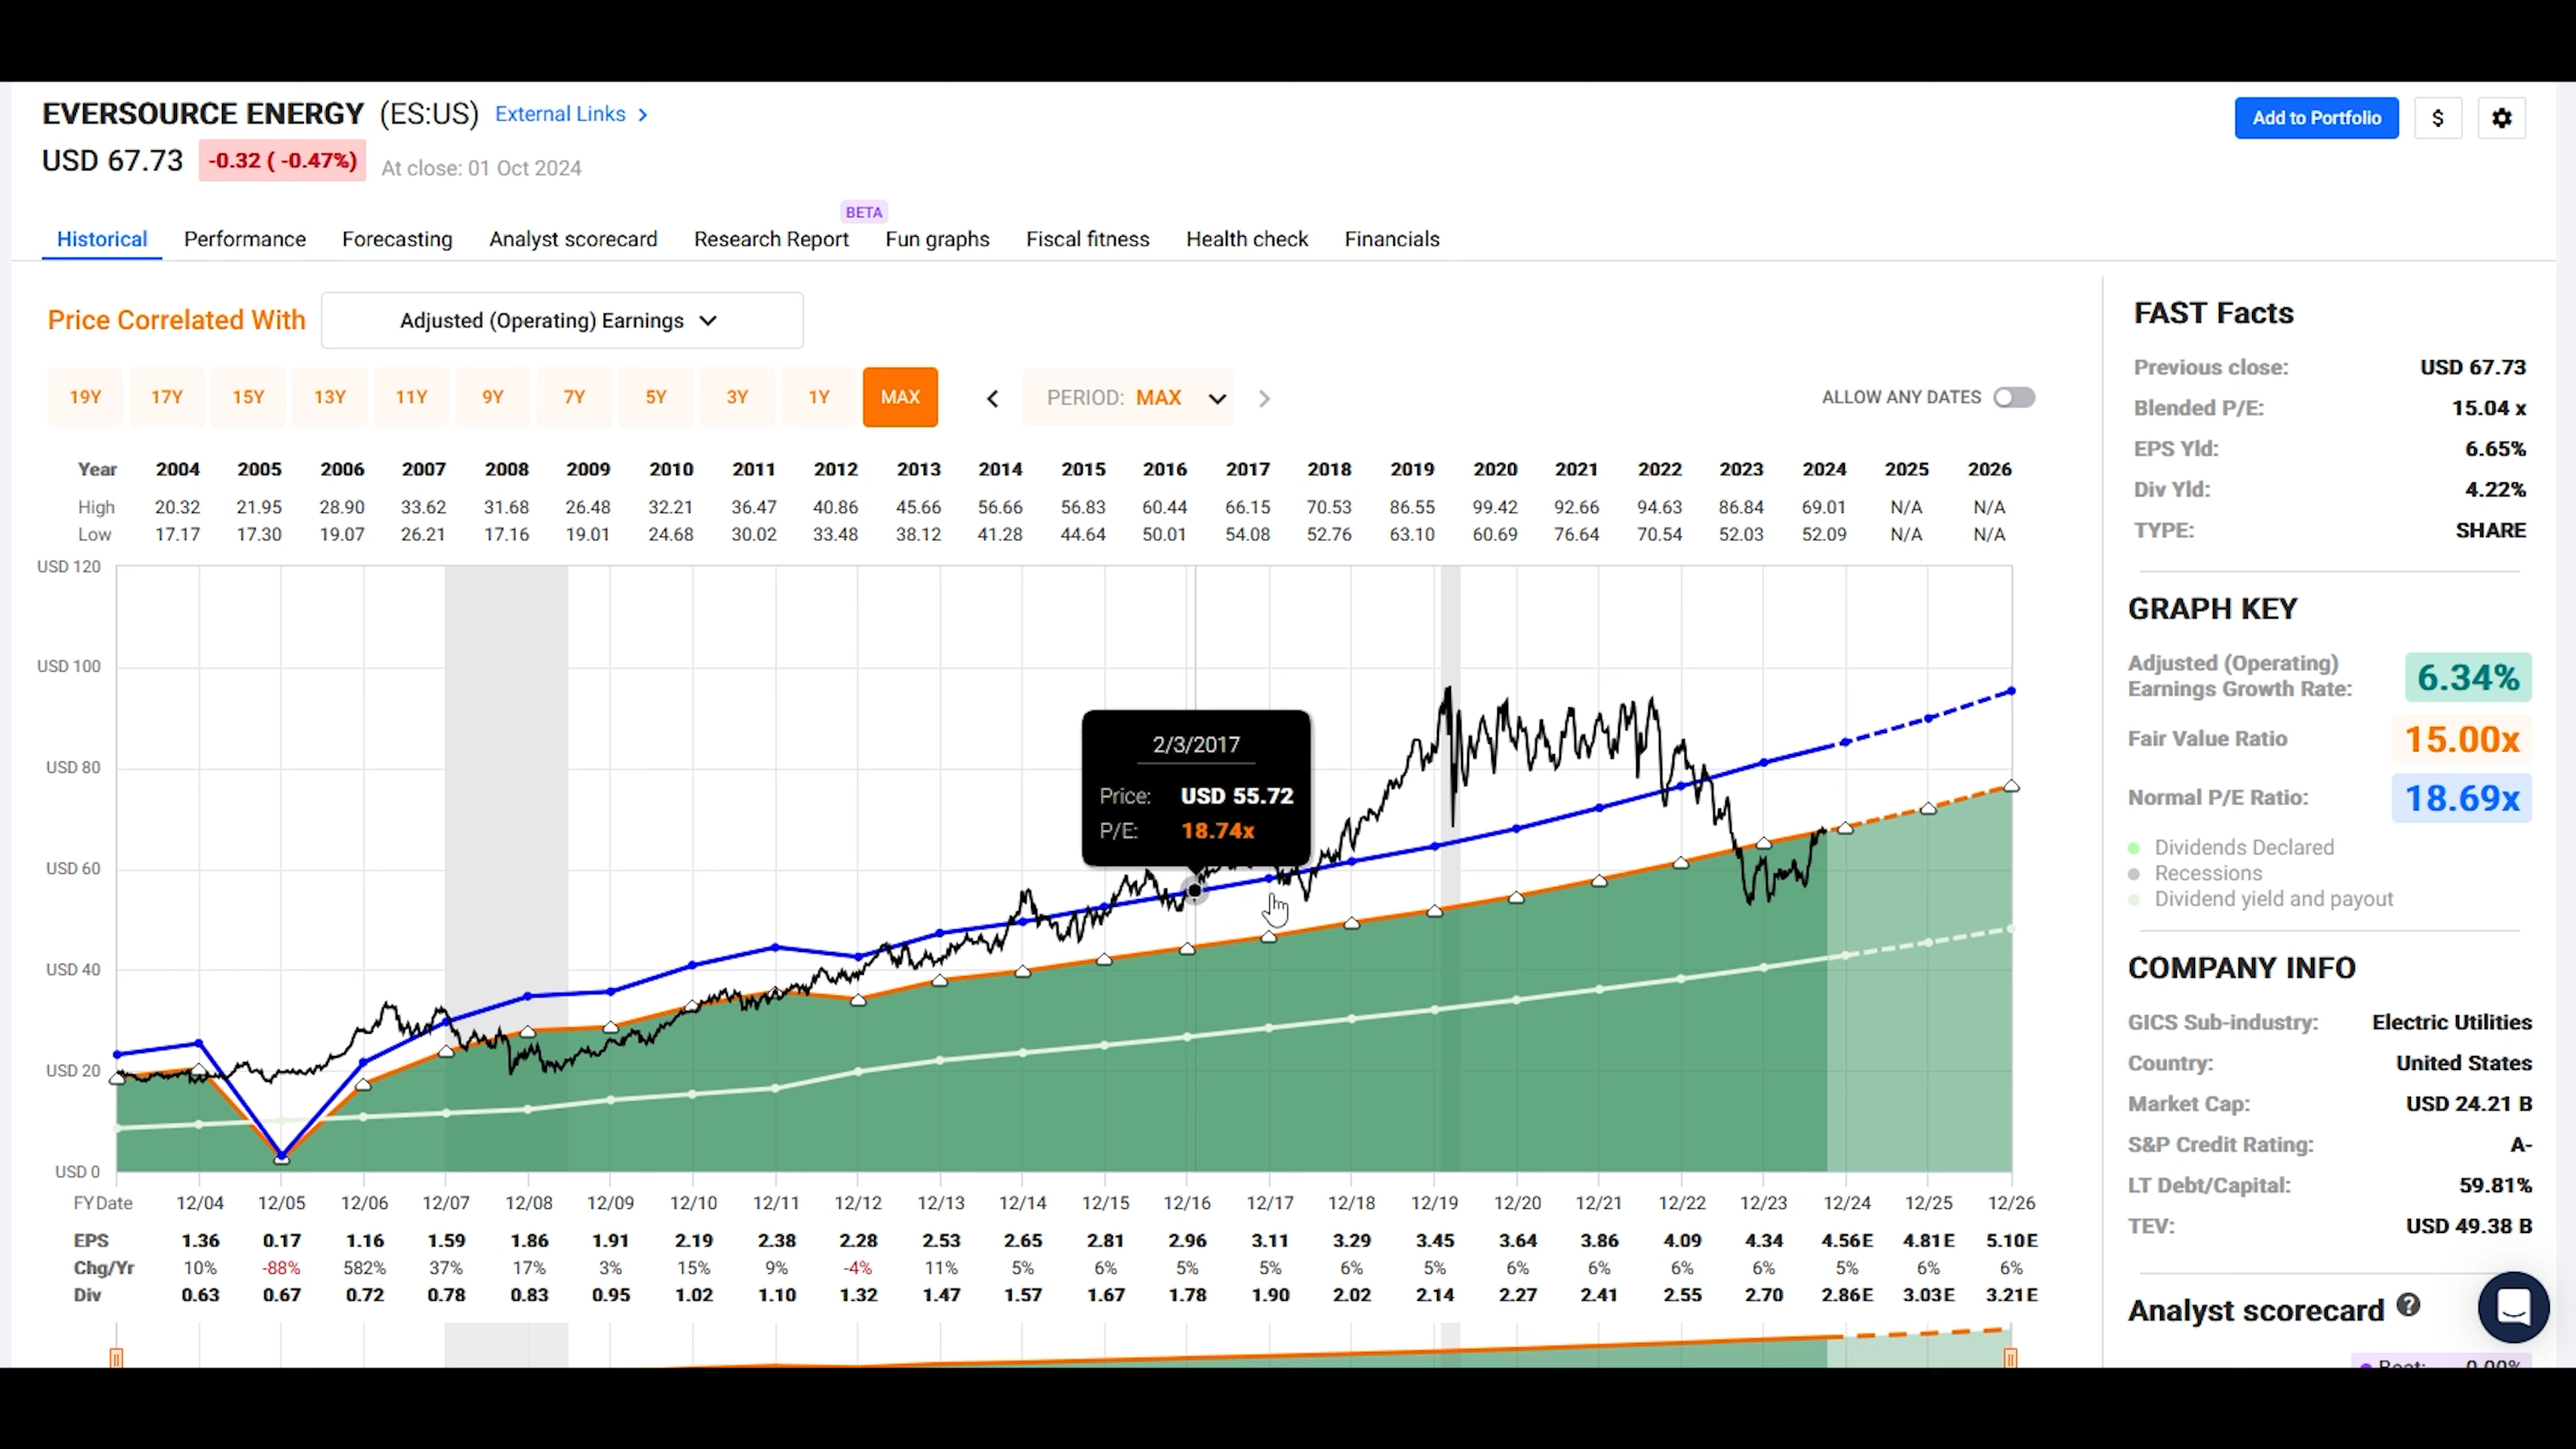 EVERSOURCE ENERGY (ES:US) External Links >
Add to Portfolio $
USD 67.73 -0.32 ( -0.47%) At close: 01 Oct 2024
BETA
Historical Performance Forecasting Analyst scorecard Research Report Fun graphs Fiscal fitness Health check Financials
Price Correlated With Adjusted (Operating) Earnings
19Y 17Y 15Y 13Y 11Y 9Y 7Y 5Y 3Y 1Y MAX < PERIOD: MAX > ALLOW ANY DATES
Year 2004 2005 2006 2007 2008 2009 2010 2011 2012 2013 2014 2015 2016 2017 2018 2019 2020 2021 2022 2023 2024 2025 2026
High 20.32 21.95 28.90 33.62 31.68 26.48 32.21 36.47 40.86 45.66 56.66 56.83 60.44 66.15 70.53 86.55 99.42 92.66 94.63 86.84 69.01 N/A N/A
Low 17.17 17.30 19.07 26.21 17.16 19.01 24.68 30.02 33.48 38.12 41.28 44.64 50.01 54.08 52.76 63.10 60.69 76.64 70.54 52.03 52.09 N/A N/A
USD 120
USD 100
USD 80
USD 60
USD 40
USD 20
USD 0
2/3/2017
Price: USD 55.72
P/E: 18.74x
FY Date 12/04 12/05 12/06 12/07 12/08 12/09 12/10 12/11 12/12 12/13 12/14 12/15 12/16 12/17 12/18 12/19 12/20 12/21 12/22 12/23 12/24 12/25 12/26
EPS 1.36 0.17 1.16 1.59 1.86 1.91 2.19 2.38 2.28 2.53 2.65 2.81 2.96 3.11 3.29 3.45 3.64 3.86 4.09 4.34 4.56E 4.81E 5.10E
Chg/Yr 10% -88% 582% 37% 17% 3% 15% 9% -4% 11% 5% 6% 5% 5% 6% 5% 6% 6% 6% 6% 5% 6% 6%
Div 0.63 0.67 0.72 0.78 0.83 0.95 1.02 1.10 1.32 1.47 1.57 1.67 1.78 1.90 2.02 2.14 2.27 2.41 2.55 2.70 2.86E 3.03E 3.21E
FAST Facts
Previous close: USD 67.73
Blended P/E: 15.04 x
EPS Yld: 6.65%
Div Yld: 4.22%
TYPE: SHARE
GRAPH KEY
Adjusted (Operating)
Earnings Growth Rate: 6.34%
Fair Value Ratio 15.00x
Normal P/E Ratio: 18.69x
Dividends Declared
Recessions
Dividend yield and payout
COMPANY INFO
GICS Sub-industry: Electric Utilities
Country: United States
Market Cap: USD 24.21 B
S&P Credit Rating: A-
LT Debt/Capital: 59.81%
TEV: USD 49.38 B
Analyst scorecard ?